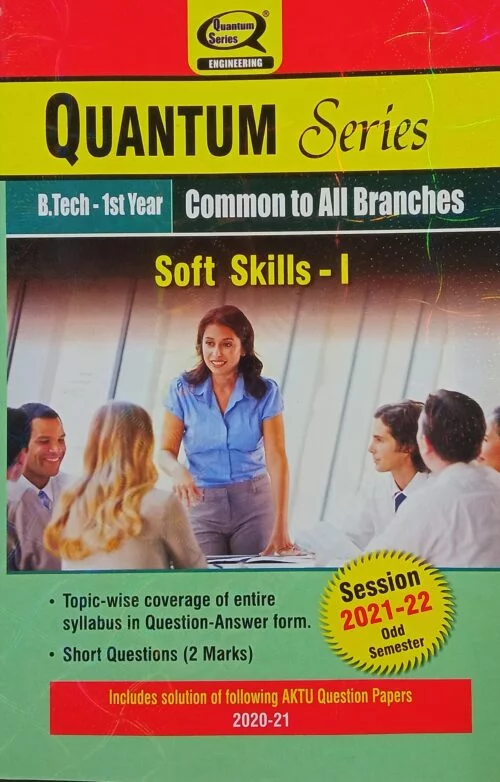 Quantum
Series
®
ENGINEERING
QUANTUM Series
B.Tech - 1st Year
Common to All Branches
Soft Skills - I
• Topic-wise coverage of entire
syllabus in Question-Answer form.
• Short Questions (2 Marks)
Session
2021-22
Odd
Semester
Includes solution of following AKTU Question Papers
2020-21